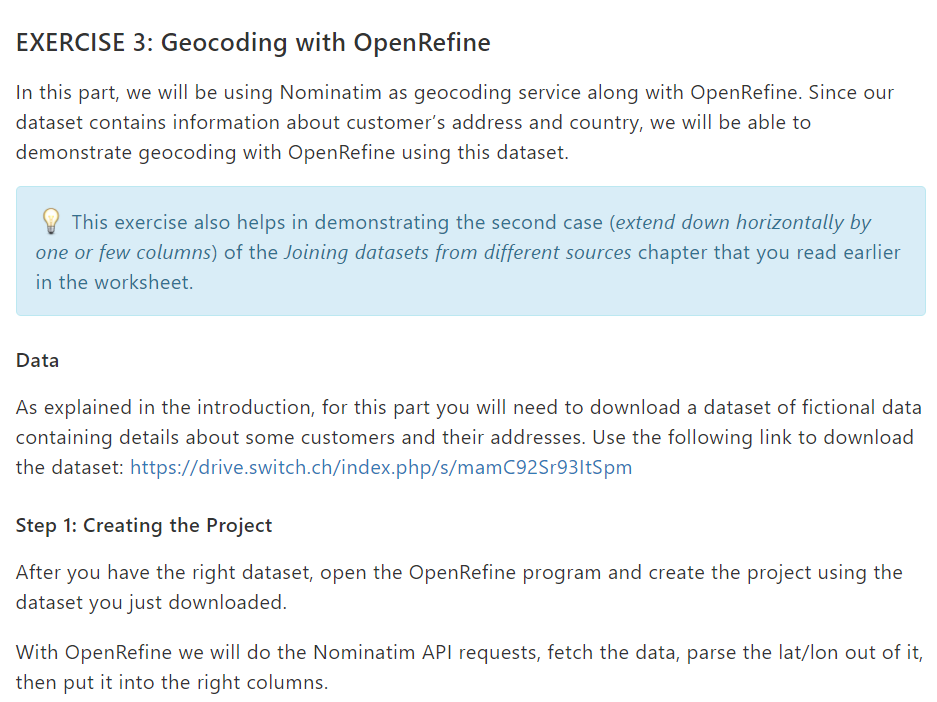 EXERCISE 3: Geocoding with OpenRefine
In this part, we will be using Nominatim as geocoding service along with OpenRefine. Since our
dataset contains information about customer's address and country, we will be able to
demonstrate geocoding with OpenRefine using this dataset.
This exercise also helps in demonstrating the second case (extend down horizontally by
one or few columns) of the Joining datasets from different sources chapter that you read earlier
in the worksheet.
Data
As explained in the introduction, for this part you will need to download a dataset of fictional data
containing details about some customers and their addresses. Use the following link to download
the dataset: https://drive.switch.ch/index.php/s/mamC92Sr93ItSpm
Step 1: Creating the Project
After you have the right dataset, open the OpenRefine program and create the project using the
dataset you just downloaded.
With OpenRefine we will do the Nominatim API requests, fetch the data, parse the lat/lon out of it,
then put it into the right columns.